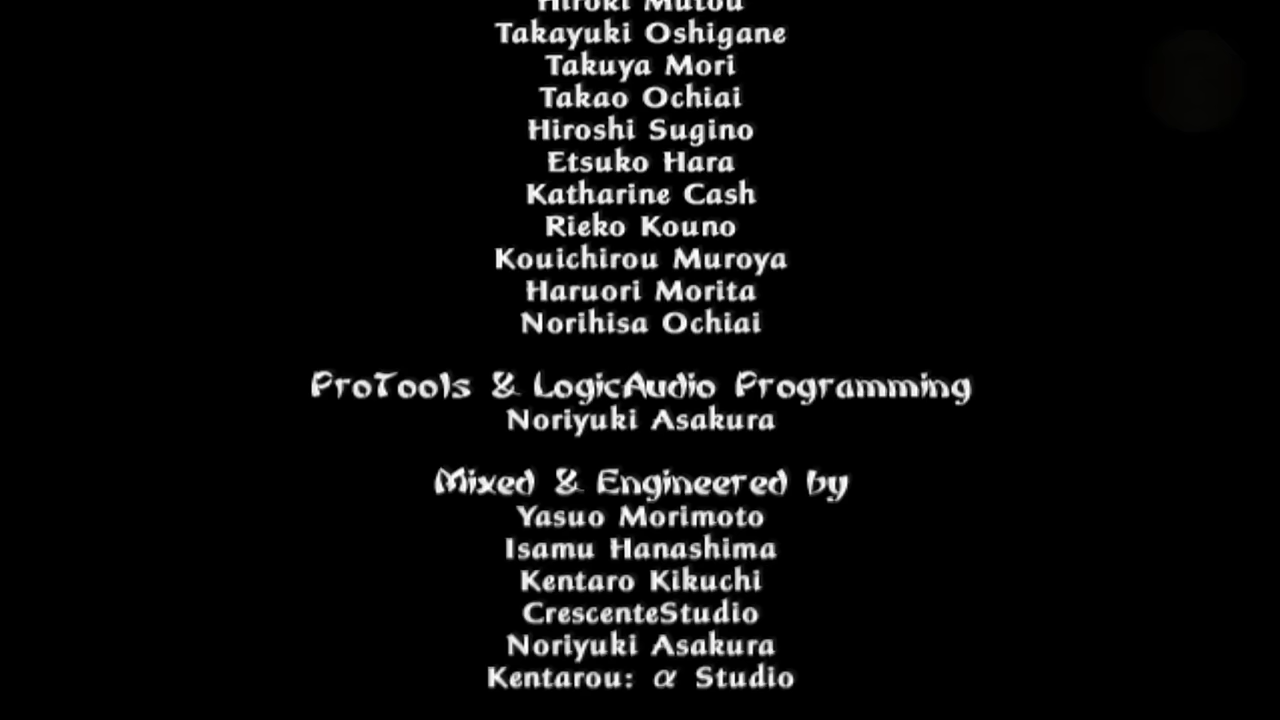 Hiroki Mutou
Takayuki Oshigane
Takuya Mori
Takao Ochiai
Hiroshi Sugino
Etsuko Hara
Katharine Cash
Rieko Kouno
Kouichirou Muroya
Haruori Morita
Norihisa Ochiai
ProTools & LogicAudio Programming
Noriyuki Asakura
Mixed & Engineered by
Yasuo Morimoto
Isamu Hanashima
Kentaro Kikuchi
CrescenteStudio
Noriyuki Asakura
Kentarou: α Studio